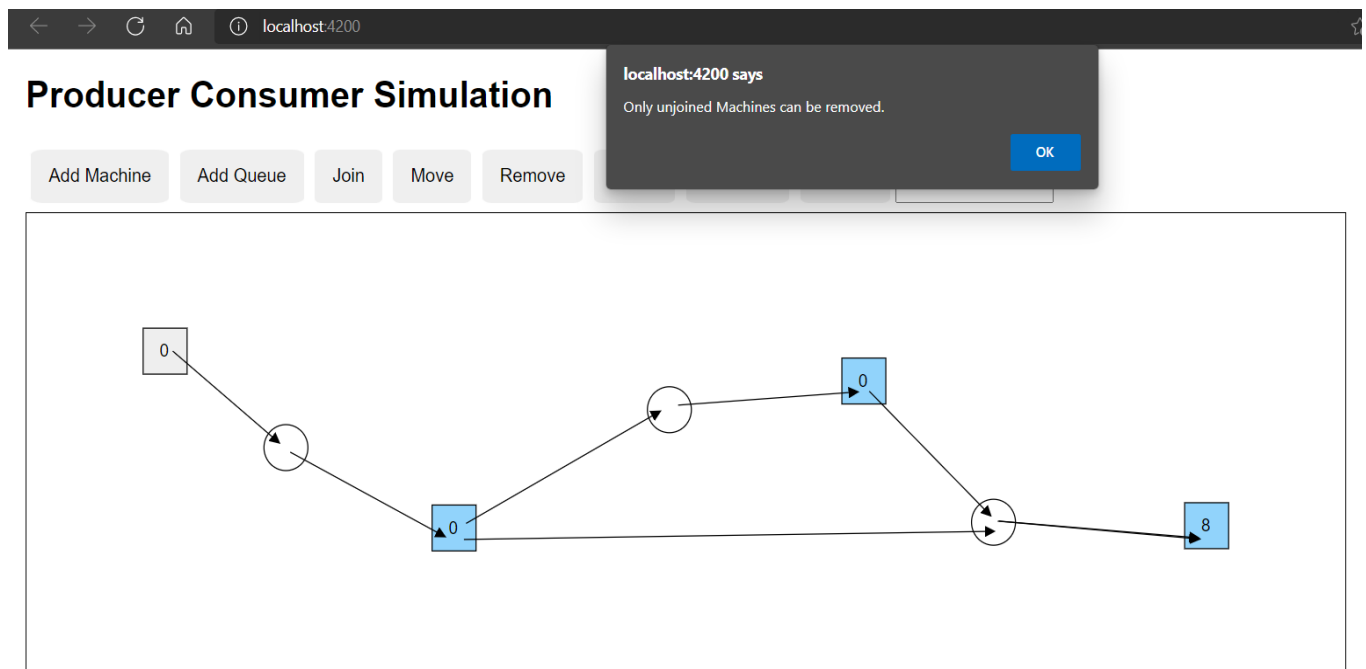 localhost:4200
localhost:4200 says
Only unjoined Machines can be removed.
OK
Producer Consumer Simulation
Add Machine Add Queue Join Move Remove
0
0
0
8
0